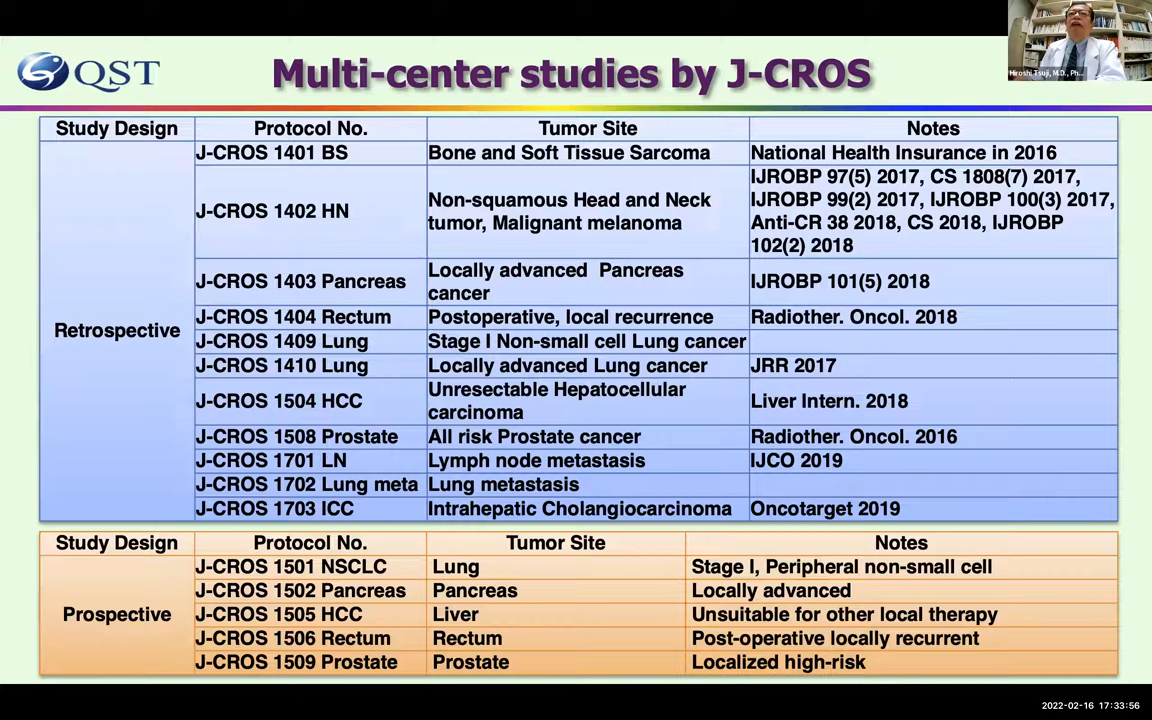 QST
Multi-center studies by J-CROS
Hiroshi Tsuji, M.D., Ph...
Study Design Protocol No. Tumor Site Notes
Retrospective
J-CROS 1401 BS Bone and Soft Tissue Sarcoma National Health Insurance in 2016
J-CROS 1402 HN
Non-squamous Head and Neck
tumor, Malignant melanoma
IJROBP 97(5) 2017, CS 1808(7) 2017,
IJROBP 99(2) 2017, IJROBP 100(3) 2017,
Anti-CR 38 2018, CS 2018, IJROBP
102(2) 2018
J-CROS 1403 Pancreas
Locally advanced Pancreas
cancer
IJROBP 101(5) 2018
J-CROS 1404 Rectum Postoperative, local recurrence Radiother. Oncol. 2018
J-CROS 1409 Lung Stage I Non-small cell Lung cancer
J-CROS 1410 Lung Locally advanced Lung cancer JRR 2017
J-CROS 1504 HCC
Unresectable Hepatocellular
carcinoma
Liver Intern. 2018
J-CROS 1508 Prostate All risk Prostate cancer Radiother. Oncol. 2016
J-CROS 1701 LN Lymph node metastasis IJCO 2019
J-CROS 1702 Lung meta Lung metastasis
J-CROS 1703 ICC Intrahepatic Cholangiocarcinoma Oncotarget 2019
Study Design Protocol No. Tumor Site Notes
Prospective
J-CROS 1501 NSCLC Lung Stage I, Peripheral non-small cell
J-CROS 1502 Pancreas Pancreas Locally advanced
J-CROS 1505 HCC Liver Unsuitable for other local therapy
J-CROS 1506 Rectum Rectum Post-operative locally recurrent
J-CROS 1509 Prostate Prostate Localized high-risk
2022-02-16 17:33:56